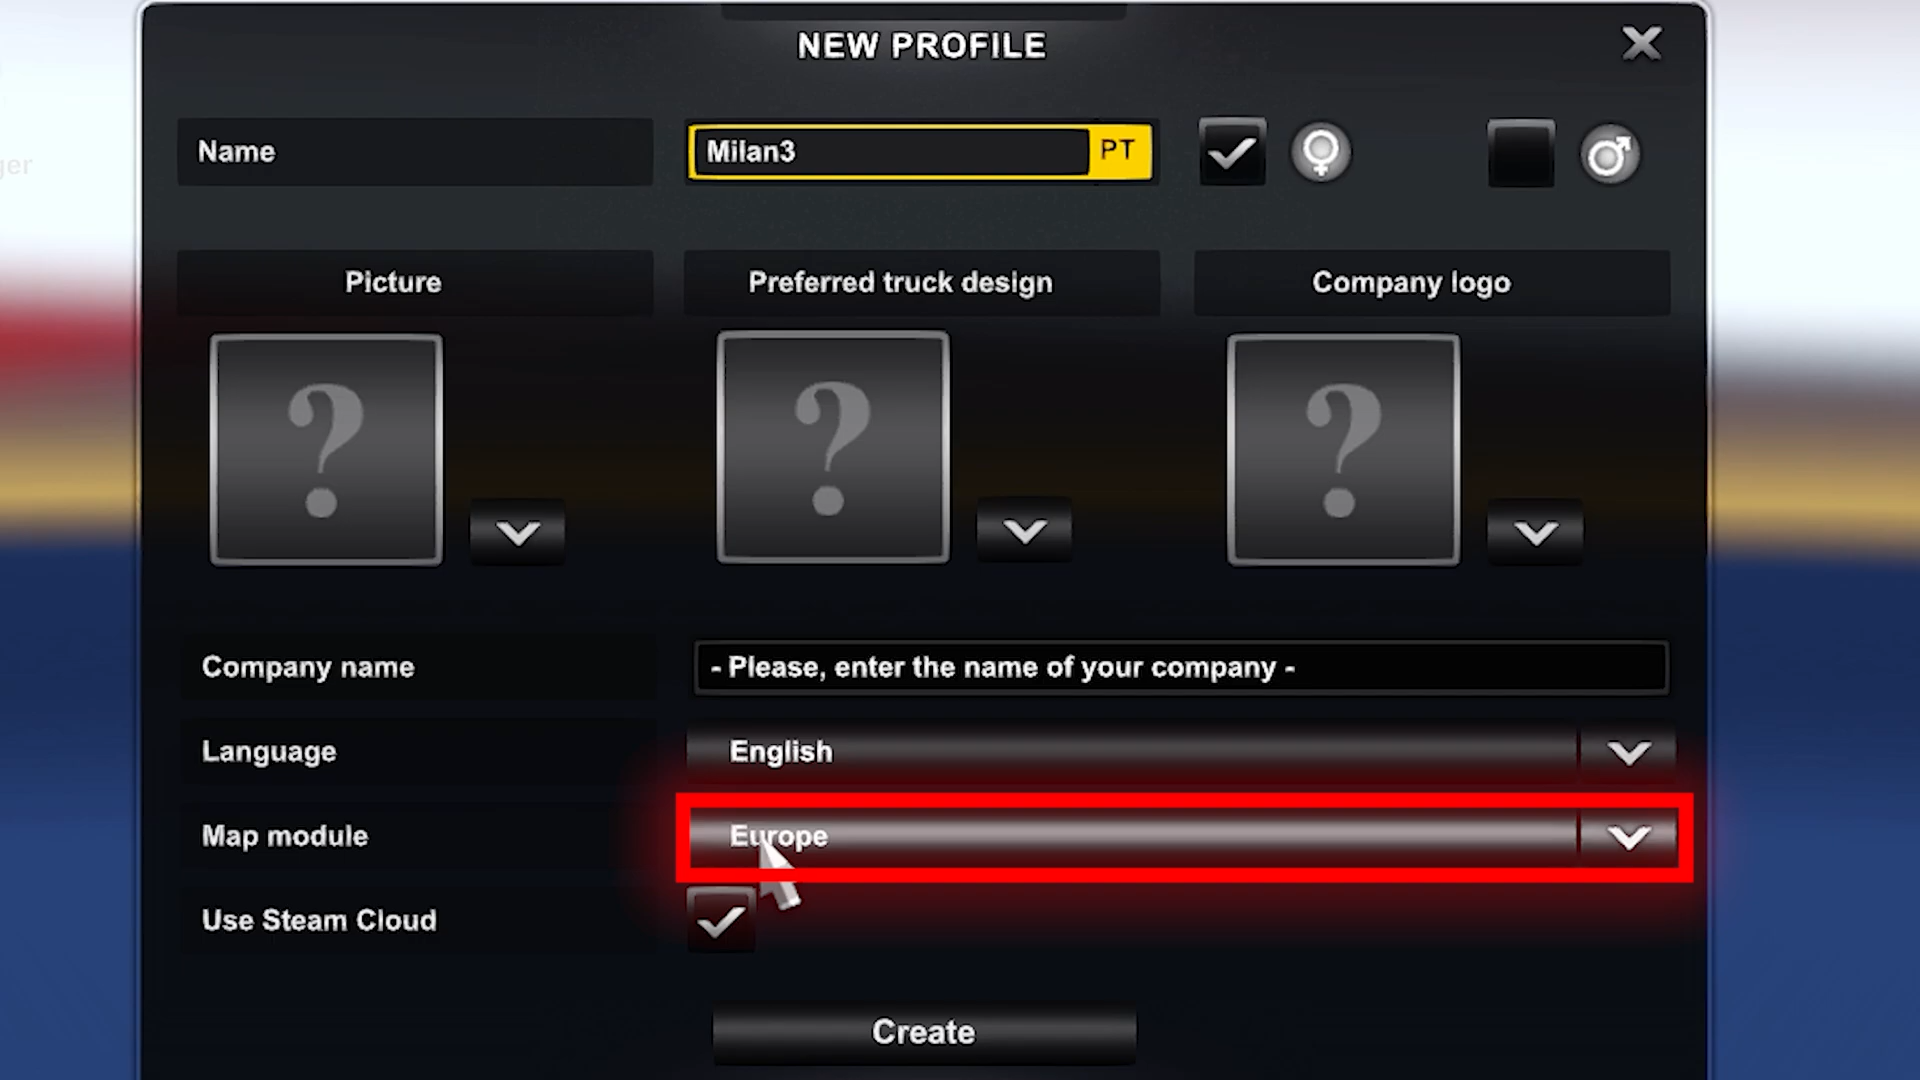 NEW PROFILE
ger
Name
Milan3
PT
Picture
Preferred truck design
Company logo
?
?
?
Company name
- Please, enter the name of your company -
Language
English
Map module
Europe
Use Steam Cloud
Create